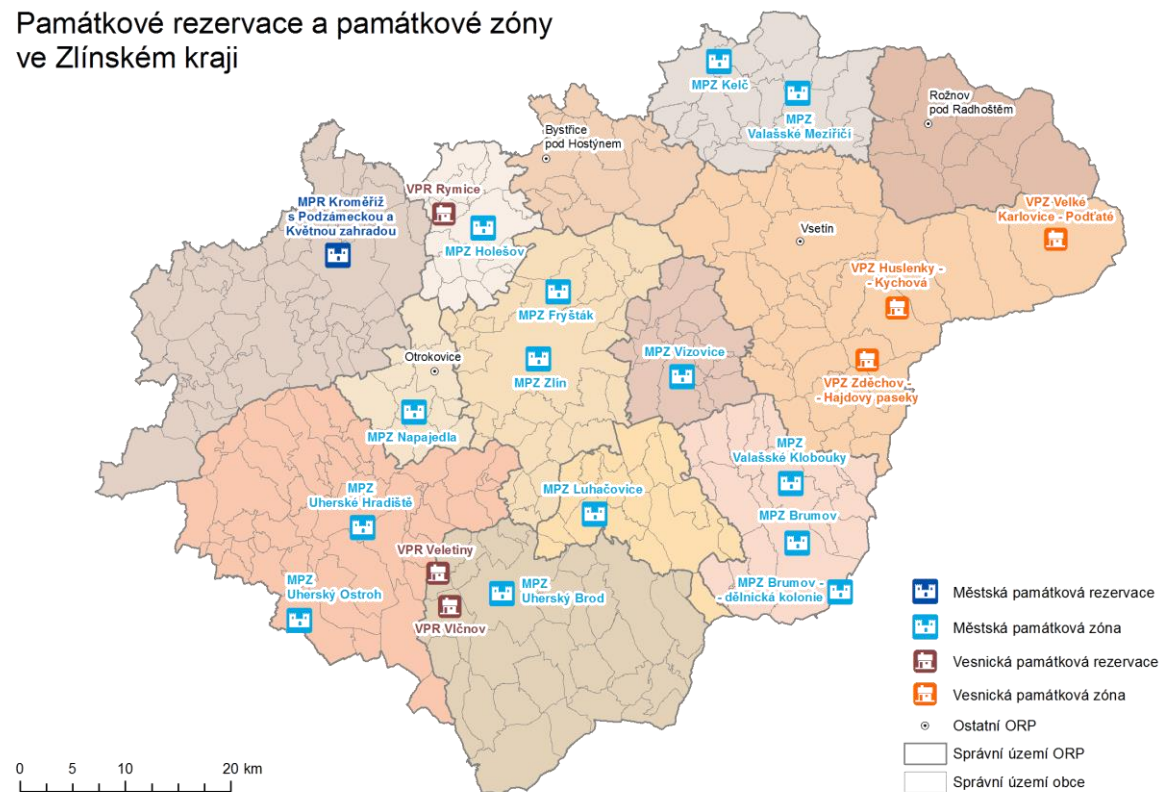 Památkové rezervace a památkové zóny
ve Zlínském kraji
MPZ Kelč
MPZ
Valašské Meziříčí
Rožnov
pod Radhoštěm
Bystřice
pod Hostýnem
VPR Rymice
MPR Kroměříž
s Podzámeckou a
Květnou zahradou
MPZ Holešov
Vsetín
VPZ Velké
Karlovice - Podťaté
VPZ Huslenky -
- Kychová
MPZ Fryšták
Otrokovice
MPZ Zlín
MPZ Vizovice
VPZ Zděchov -
- Hajdovy paseky
MPZ Napajedla
MPZ
Valašské Klobouky
MPZ
Uherské Hradiště
MPZ Luhačovice
MPZ Brumov
VPR Veletiny
MPZ
Uherský Ostroh
MPZ
Uherský Brod
MPZ Brumov -
- dělnická kolonie
VPR Vlčnov
Městská památková rezervace
Městská památková zóna
Vesnická památková rezervace
Vesnická památková zóna
Ostatní ORP
Správní území ORP
Správní území obce
0 5 10 20 km